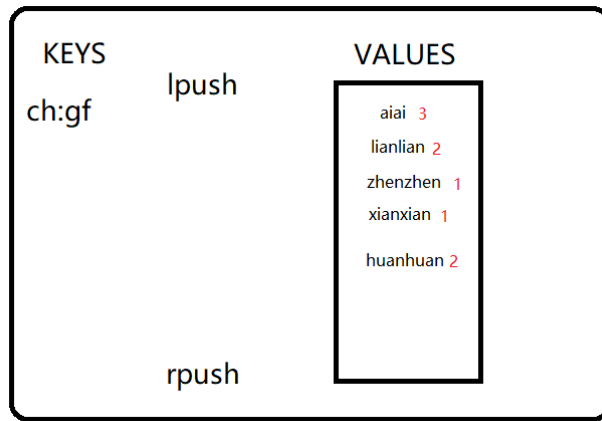 KEYS
VALUES
lpush
ch:gf
aiai 3
lianlian 2
zhenzhen 1
xianxian 1
huanhuan 2
rpush